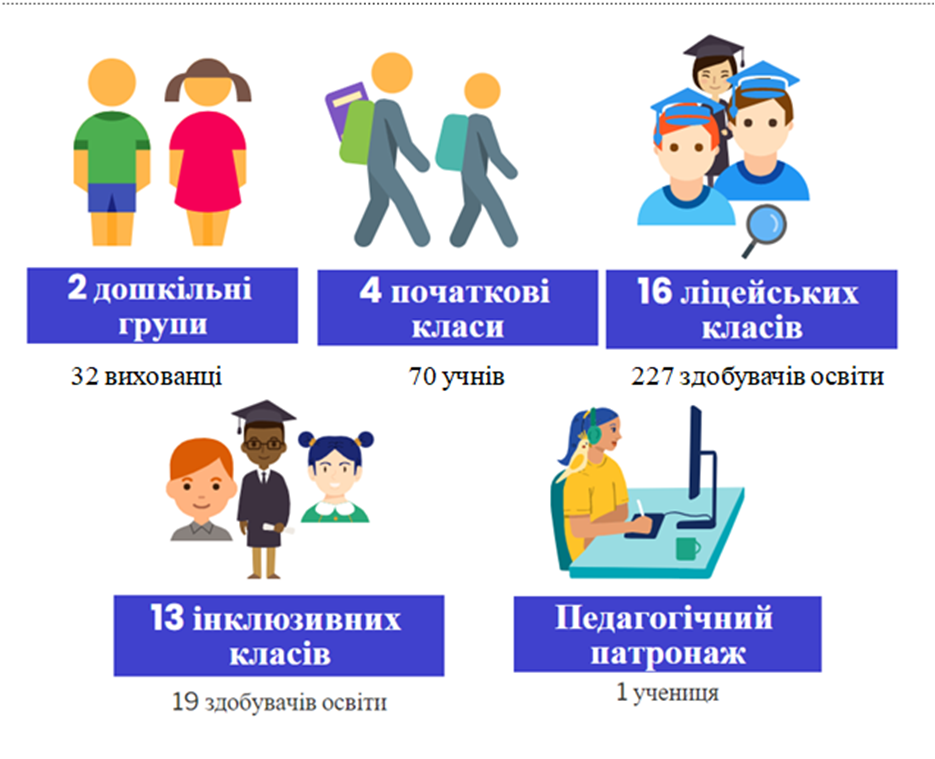 2 дошкільні
групи
32 вихованці
4 початкові
класи
70 учнів
16 ліцейських
класів
227 здобувачів освіти
13 інклюзивних
класів
19 здобувачів освіти
Педагогічний
патронаж
1 учениця